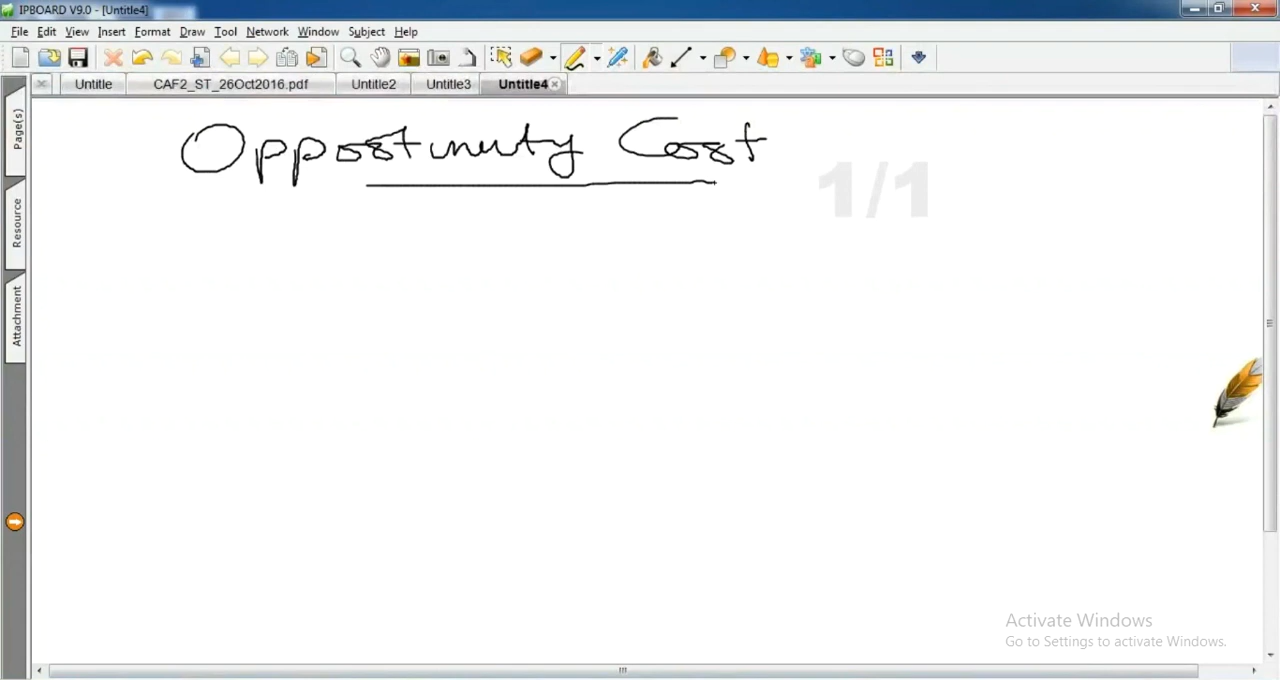 IPBOARD V9.0 - [Untitle4]
File Edit View Insert Format Draw Tool Network Window Subject Help
Untitle CAF2_ST_26Oct2016.pdf Untitle2 Untitle3 Untitle4
Page(s)
Resource
Attachment
Opportunity Cost
1/1
Activate Windows
Go to Settings to activate Windows.